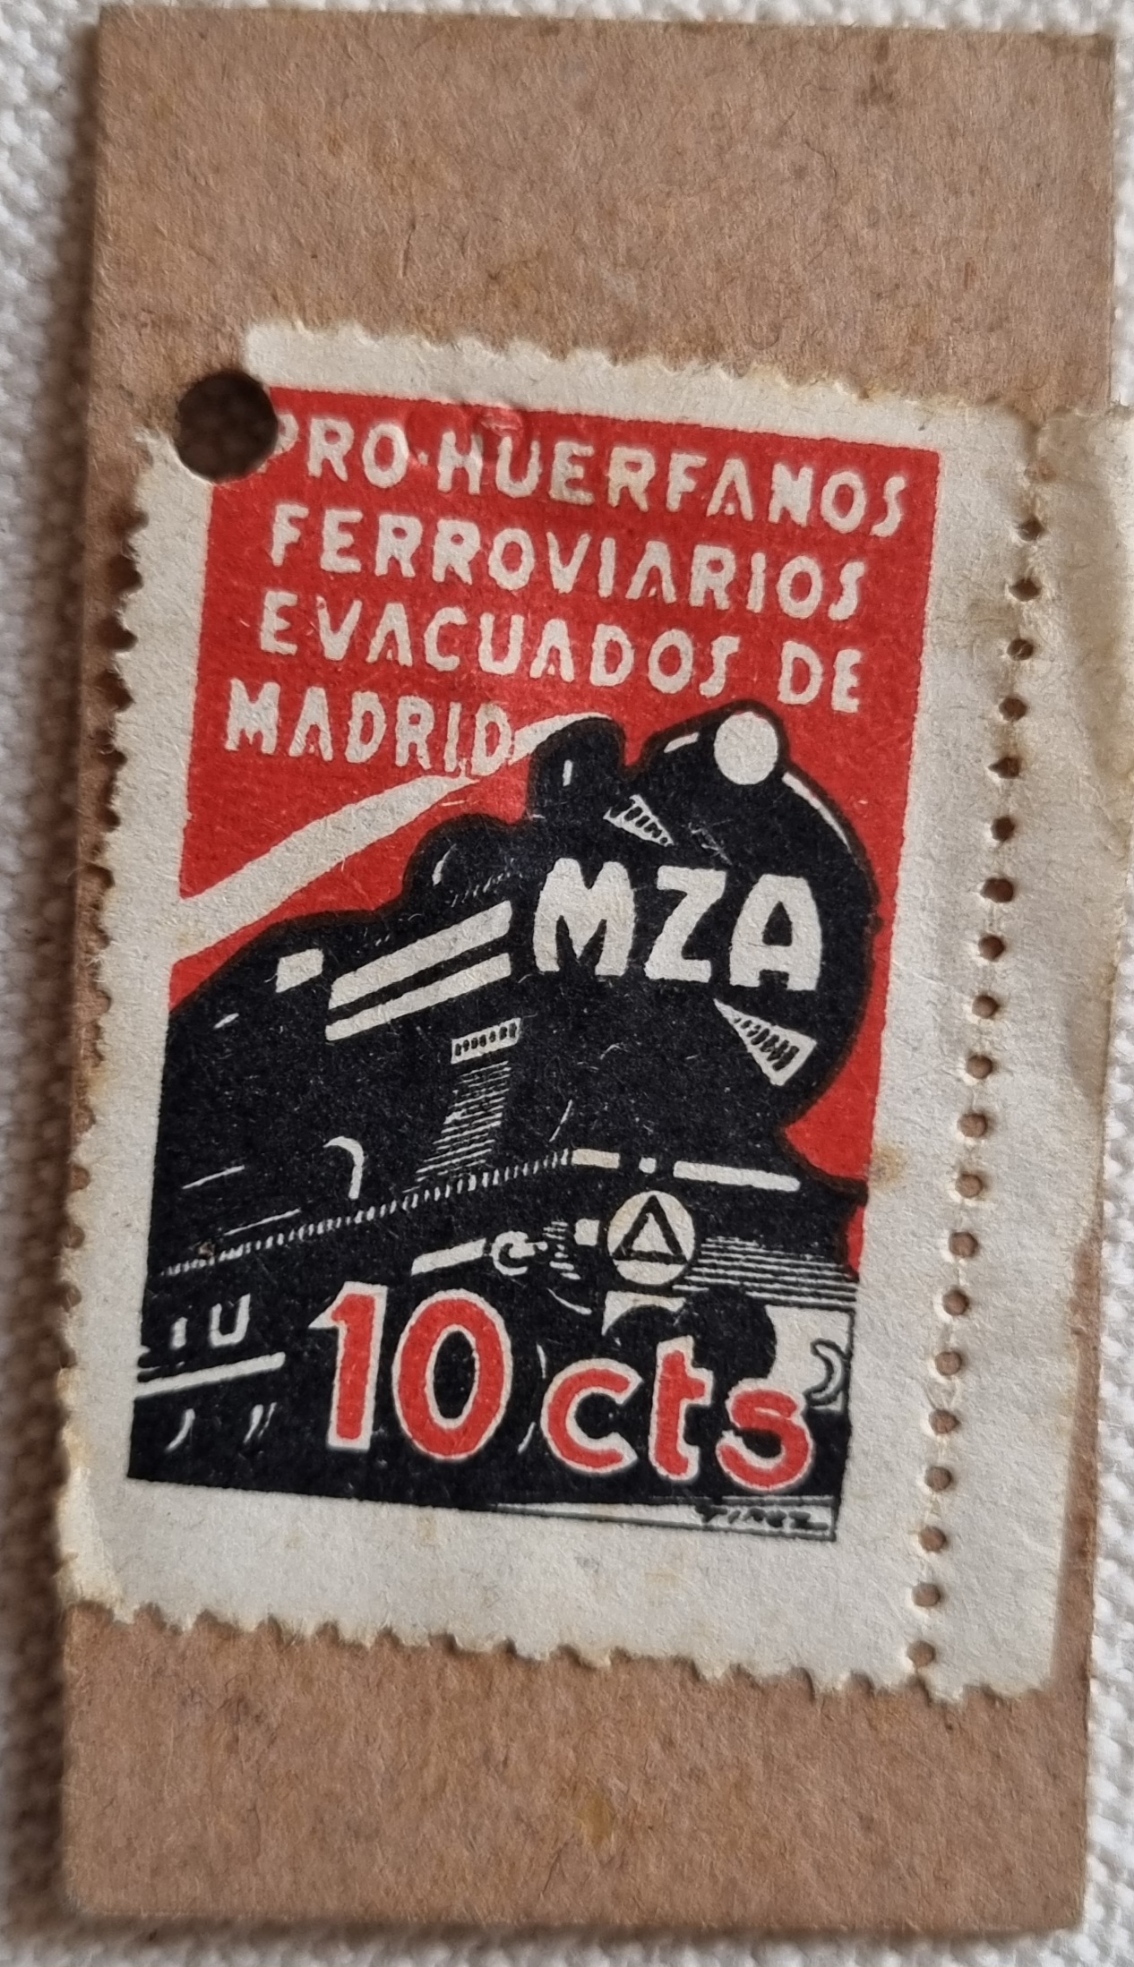 PRO·HUERFANOS
FERROVIARIOS
EVACUADOS DE
MADRID
MZA
10 cts